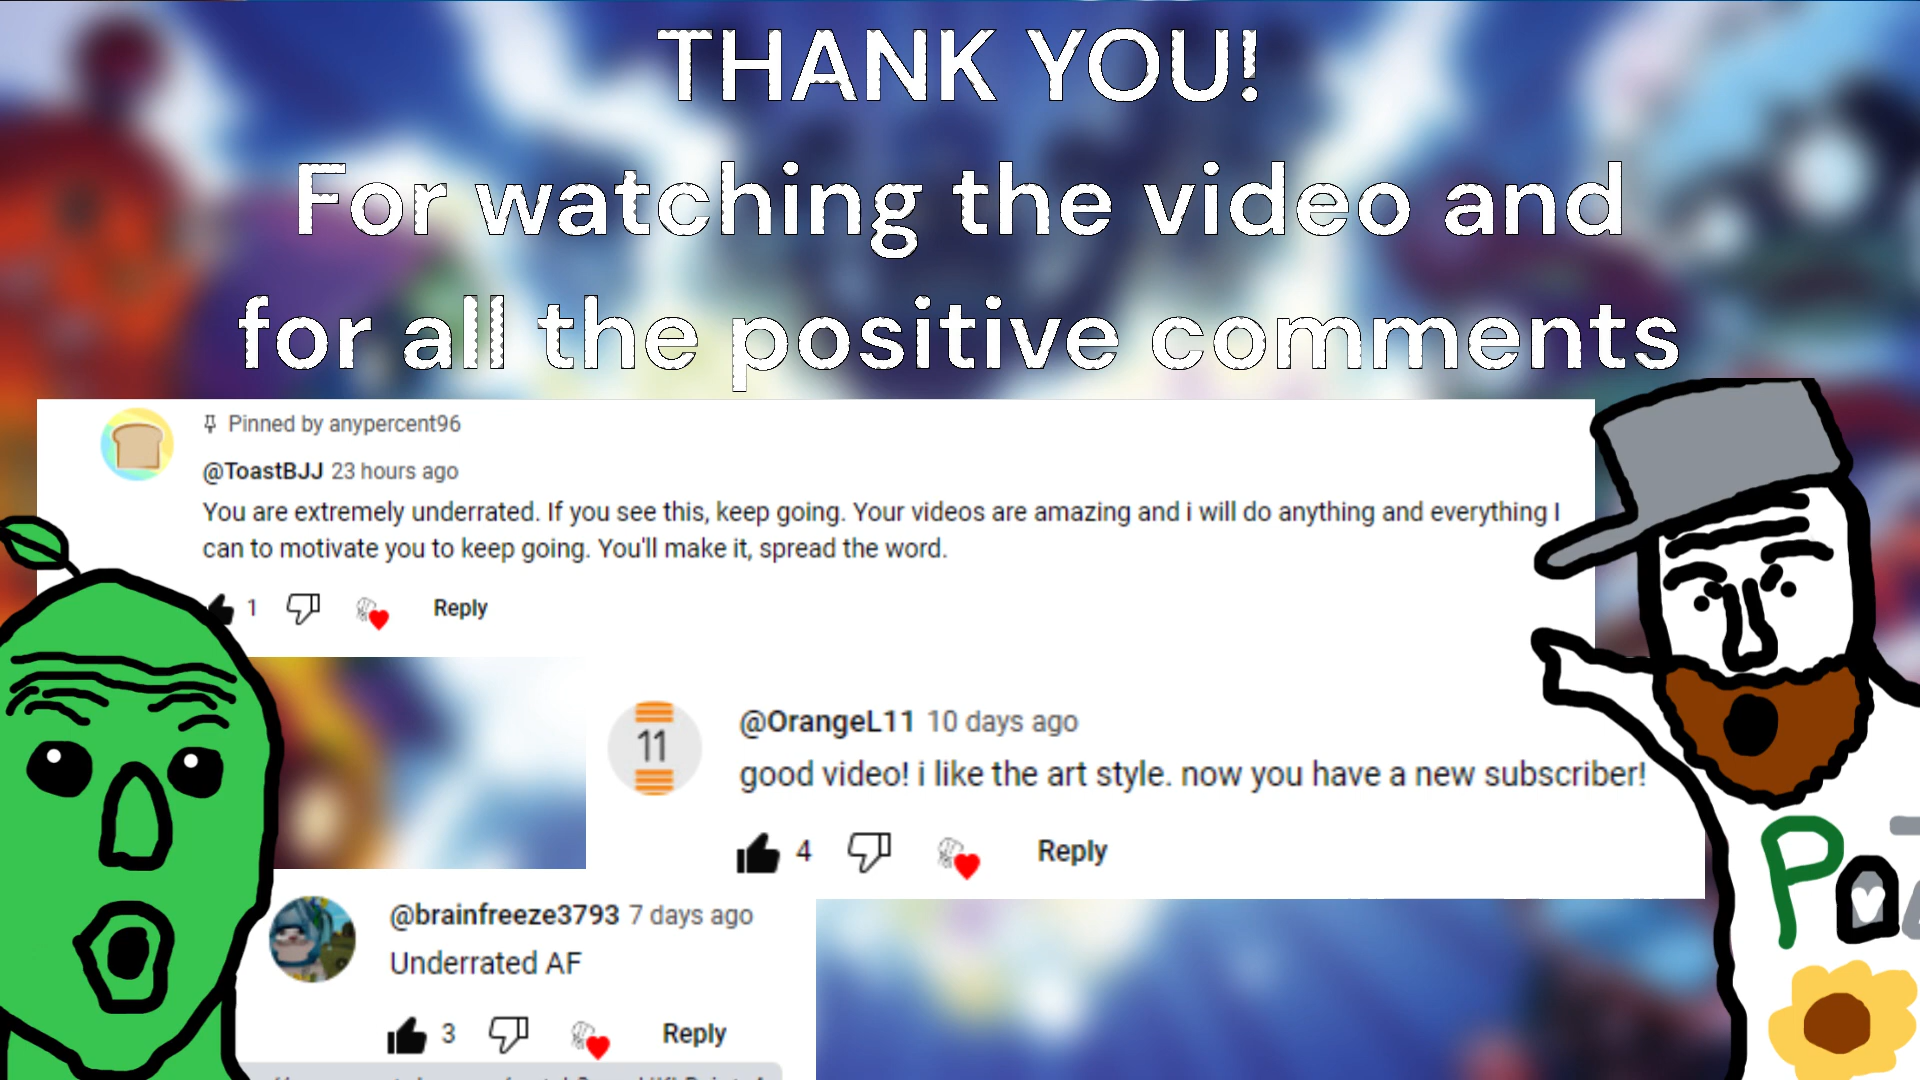 THANK YOU!
For watching the video and
for all the positive comments
Pinned by anypercent96
@ToastBJJ 23 hours ago
You are extremely underrated. If you see this, keep going. Your videos are amazing and i will do anything and everything I
can to motivate you to keep going. You'll make it, spread the word.
1 Reply
11
@OrangeL11 10 days ago
good video! i like the art style. now you have a new subscriber!
4 Reply
@brainfreeze3793 7 days ago
Underrated AF
3 Reply